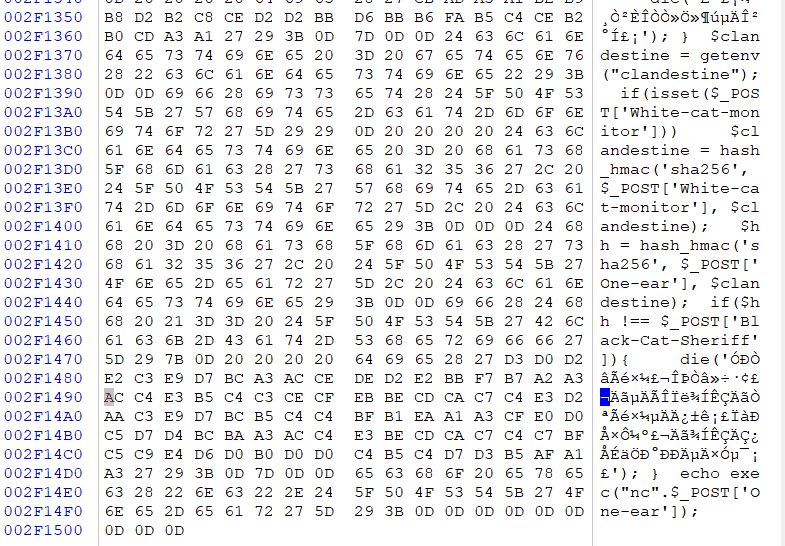 002F1350 B8 D2 B2 C8 CE D2 D2 BB D6 BB B6 FA B5 C4 CE B2 ¸Ò²ÈÎÒÒ»Ö»¶úµÄÎ²
002F1360 B0 CD A3 A1 27 29 3B 0D 7D 0D 0D 24 63 6C 61 6E °Í£¡'); } $clan
002F1370 64 65 73 74 69 6E 65 20 3D 20 67 65 74 65 6E 76 destine = getenv
002F1380 28 22 63 6C 61 6E 64 65 73 74 69 6E 65 22 29 3B ("clandestine");
002F1390 0D 0D 69 66 28 69 73 73 65 74 28 24 5F 50 4F 53 if(isset($_POS
002F13A0 54 5B 27 57 68 69 74 65 2D 63 61 74 2D 6D 6F 6E T['White-cat-mon
002F13B0 69 74 6F 72 27 5D 29 29 0D 20 20 20 20 24 63 6C itor'])) $cl
002F13C0 61 6E 64 65 73 74 69 6E 65 20 3D 20 68 61 73 68 andestine = hash
002F13D0 5F 68 6D 61 63 28 27 73 68 61 32 35 36 27 2C 20 _hmac('sha256',
002F13E0 24 5F 50 4F 53 54 5B 27 57 68 69 74 65 2D 63 61 $_POST['White-ca
002F13F0 74 2D 6D 6F 6E 69 74 6F 72 27 5D 2C 20 24 63 6C t-monitor'], $cl
002F1400 61 6E 64 65 73 74 69 6E 65 29 3B 0D 0D 0D 24 68 andestine); $h
002F1410 68 20 3D 20 68 61 73 68 5F 68 6D 61 63 28 27 73 h = hash_hmac('s
002F1420 68 61 32 35 36 27 2C 20 24 5F 50 4F 53 54 5B 27 ha256', $_POST['
002F1430 4F 6E 65 2D 65 61 72 27 5D 2C 20 24 63 6C 61 6E One-ear'], $clan
002F1440 64 65 73 74 69 6E 65 29 3B 0D 0D 69 66 28 24 68 destine); if($h
002F1450 68 20 21 3D 3D 20 24 5F 50 4F 53 54 5B 27 42 6C h !== $_POST['Bl
002F1460 61 63 6B 2D 43 61 74 2D 53 68 65 72 69 66 66 27 ack-Cat-Sheriff'
002F1470 5D 29 7B 0D 20 20 20 20 64 69 65 28 27 D3 D0 D2 ]){ die('ÓÐÒ
002F1480 E2 C3 E9 D7 BC A3 AC CE DE D2 E2 BB F7 B7 A2 A3 âÃé×¼£¬ÎÞÒâ»÷·¢£
002F1490 AC C4 E3 B5 C4 C3 CE CF EB BE CD CA C7 C4 E3 D2 ¬ÄãµÄÃÎÏë¾ÍÊÇÄãÒ
002F14A0 AA C3 E9 D7 BC B5 C4 C4 BF B1 EA A1 A3 CF E0 D0 ªÃé×¼µÄÄ¿±ê¡£ÏàÐ
002F14B0 C5 D7 D4 BC BA A3 AC C4 E3 BE CD CA C7 C4 C7 BF Å×Ô¼º£¬Äã¾ÍÊÇÄÇ¿
002F14C0 C5 C9 E4 D6 D0 B0 D0 D0 C4 B5 C4 D7 D3 B5 AF A1 ÅÉäÖÐ°ÐÐÄµÄ×Óµ¯¡
002F14D0 A3 27 29 3B 0D 7D 0D 0D 65 63 68 6F 20 65 78 65 £'); } echo exe
002F14E0 63 28 22 6E 63 22 2E 24 5F 50 4F 53 54 5B 27 4F c("nc".$_POST['O
002F14F0 6E 65 2D 65 61 72 27 5D 29 3B 0D 0D 0D 0D 0D 0D ne-ear']);
002F1500 0D 0D 0D